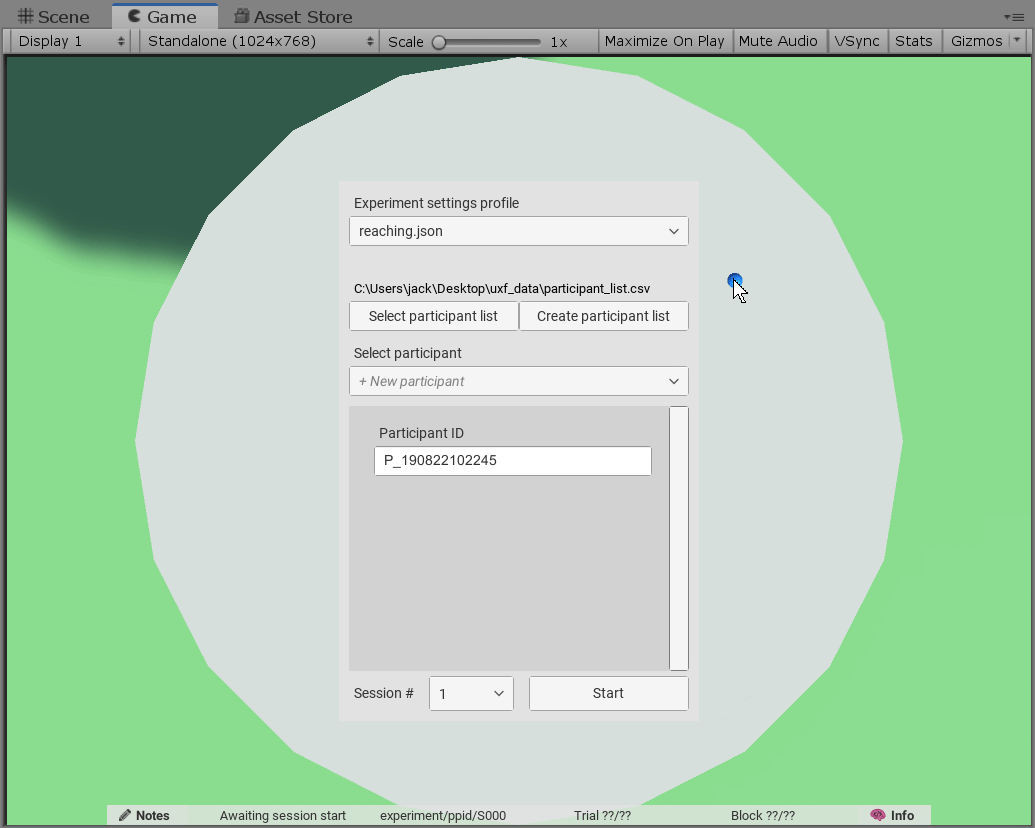 Scene Game Asset Store
Display 1 Standalone (1024x768) Scale 1x Maximize On Play Mute Audio VSync Stats Gizmos
Experiment settings profile
reaching.json
C:\Users\jack\Desktop\uxf_data\participant_list.csv
Select participant list Create participant list
Select participant
+ New participant
Participant ID
P_190822102245
Session # 1 Start
Notes Awaiting session start experiment/ppid/S000 Trial ??/?? Block ??/?? Info